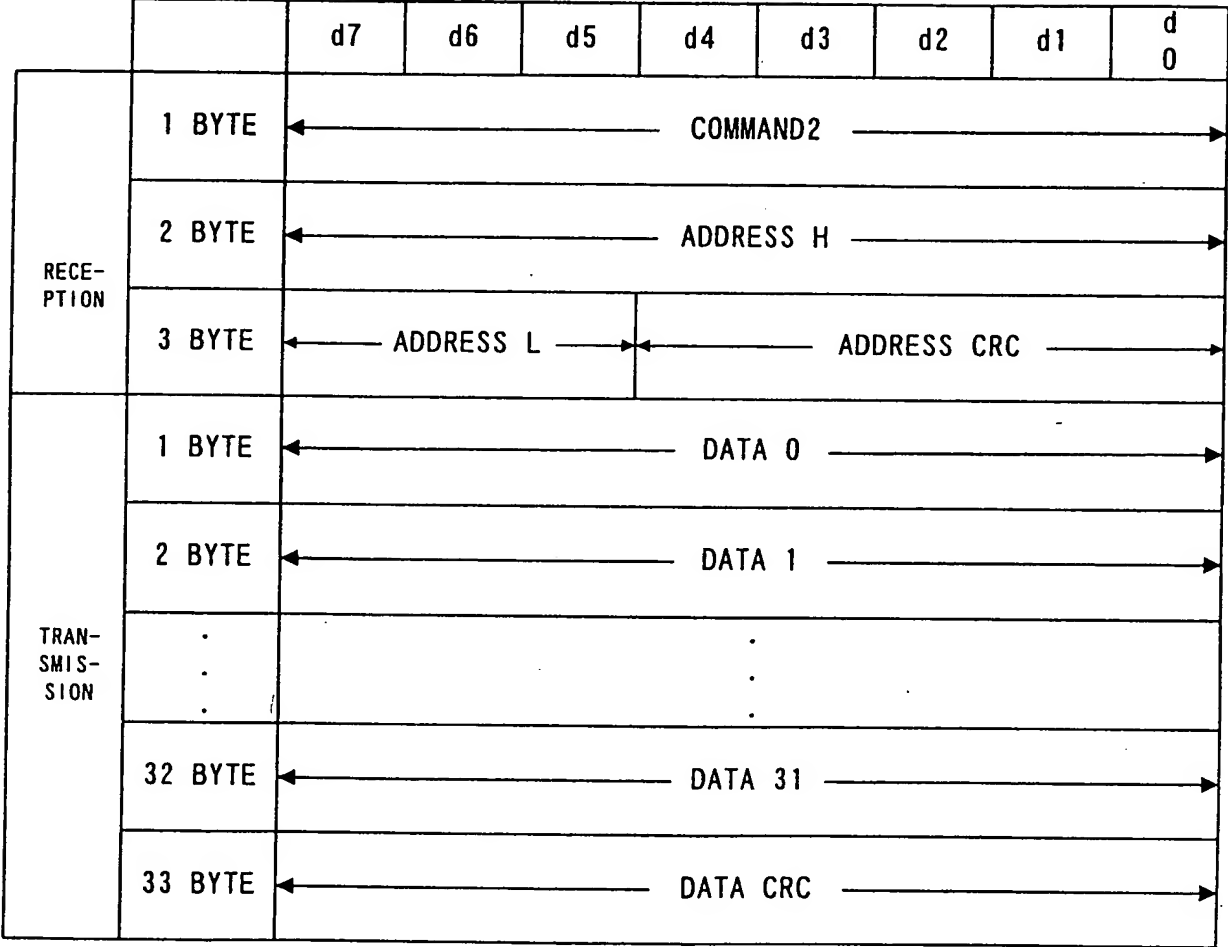 d7 d6 d5 d4 d3 d2 d1 d
0
1 BYTE COMMAND2
2 BYTE ADDRESS H
RECE-
PTION
3 BYTE ADDRESS L ADDRESS CRC
1 BYTE DATA 0
2 BYTE DATA 1
TRAN-
SMIS-
SION
. .
. .
. .
32 BYTE DATA 31
33 BYTE DATA CRC